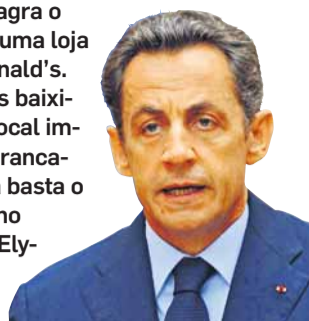 agra o
uma loja
nald's.
s baixi-
ocal im-
ranca-
basta o
no
Ely-